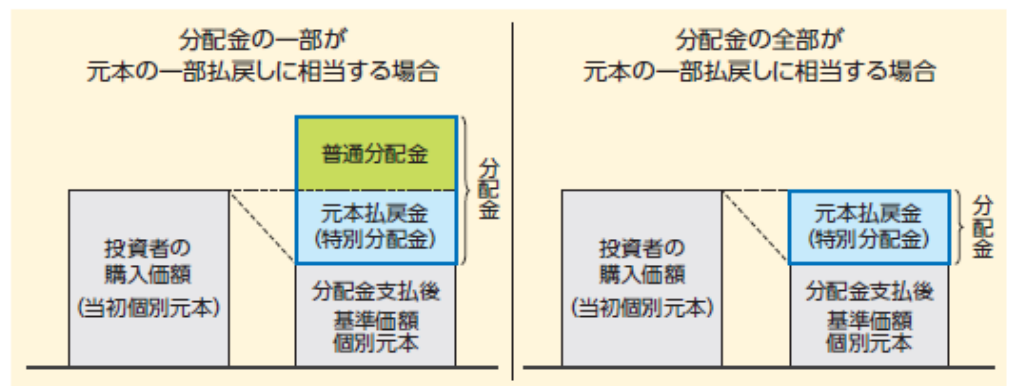 分配金の一部が
元本の一部払戻しに相当する場合
普通分配金
元本払戻金
(特別分配金)
分配金
投資者の
購入価額
(当初個別元本)
分配金支払後
基準価額
個別元本
分配金の全部が
元本の一部払戻しに相当する場合
元本払戻金
(特別分配金)
分配金
投資者の
購入価額
(当初個別元本)
分配金支払後
基準価額
個別元本